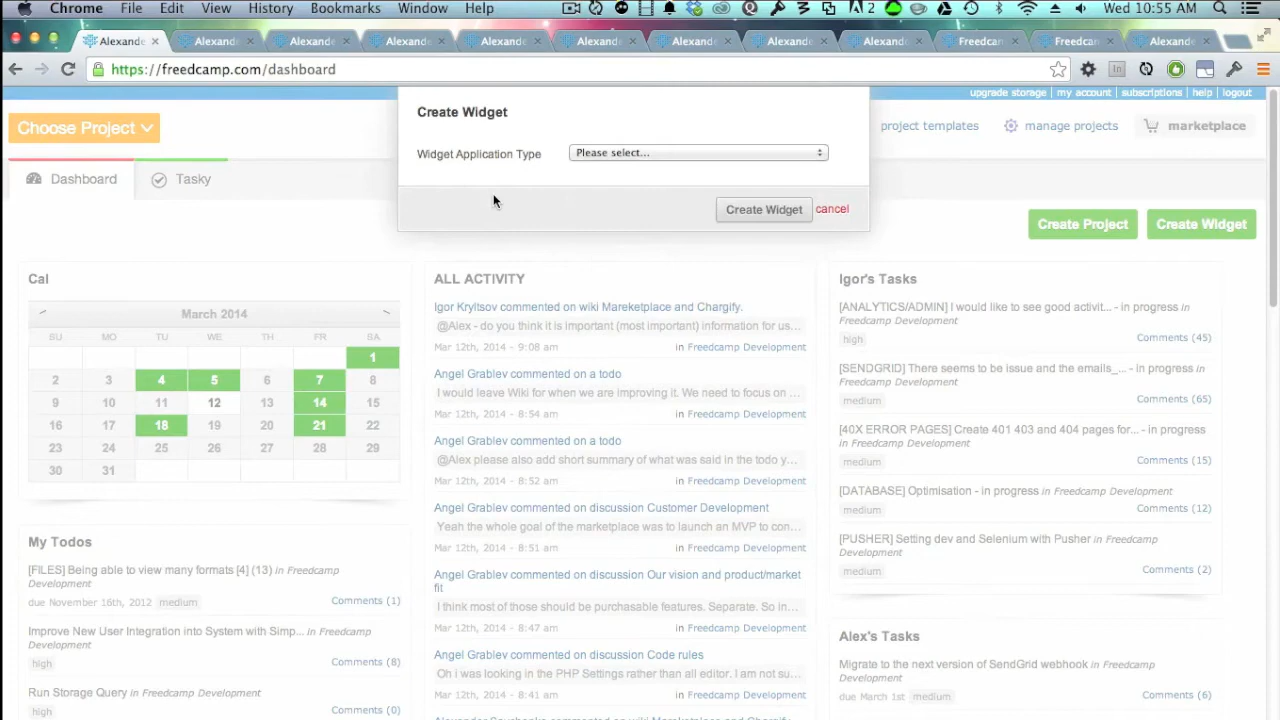 Chrome File Edit View History Bookmarks Window Help 2 Wed 10:55 AM
Alexande Alexande Alexande Alexande Alexande Alexande Alexande Alexande Alexande Freedcam Freedcam Alexande
https://freedcamp.com/dashboard
upgrade storage | my account | subscriptions | help | logout
Choose Project
project templates manage projects marketplace
Create Widget
Widget Application Type Please select...
Create Widget cancel
Dashboard Tasky
Create Project Create Widget
Cal
March 2014
SU MO TU WE TH FR SA
1
2 3 4 5 6 7 8
9 10 11 12 13 14 15
16 17 18 19 20 21 22
23 24 25 26 27 28 29
30 31
My Todos
[FILES] Being able to view many formats [4] (13) in Freedcamp
Development
due November 16th, 2012 medium Comments (1)
Improve New User Integration into System with Simp... in Freedcamp
Development
high Comments (8)
Run Storage Query in Freedcamp Development
high Comments (0)
ALL ACTIVITY
Igor Kryltsov commented on wiki Mareketplace and Chargify.
@Alex - do you think it is important (most important) information for us...
Mar 12th, 2014 - 9:08 am in Freedcamp Development
Angel Grablev commented on a todo
I would leave Wiki for when we are improving it. We need to focus on ...
Mar 12th, 2014 - 8:54 am in Freedcamp Development
Angel Grablev commented on a todo
@Alex please also add short summary of what was said in the todo y...
Mar 12th, 2014 - 8:52 am in Freedcamp Development
Angel Grablev commented on discussion Customer Development
Yeah the whole goal of the marketplace was to launch an MVP to con...
Mar 12th, 2014 - 8:51 am in Freedcamp Development
Angel Grablev commented on discussion Our vision and product/market
fit
I think most of those should be purchasable features. Separate. So in...
Mar 12th, 2014 - 8:47 am in Freedcamp Development
Angel Grablev commented on discussion Code rules
Oh i was looking in the PHP Settings rather than all editor. I am not su...
Mar 12th, 2014 - 8:41 am in Freedcamp Development
Igor's Tasks
[ANALYTICS/ADMIN] I would like to see good activit... - in progress in
Freedcamp Development
high Comments (45)
[SENDGRID] There seems to be issue and the emails_... - in progress in
Freedcamp Development
medium Comments (65)
[40X ERROR PAGES] Create 401 403 and 404 pages for... - in progress
in Freedcamp Development
medium Comments (15)
[DATABASE] Optimisation - in progress in Freedcamp Development
medium Comments (12)
[PUSHER] Setting dev and Selenium with Pusher in Freedcamp
Development
medium Comments (2)
Alex's Tasks
Migrate to the next version of SendGrid webhook in Freedcamp
Development
due March 1st medium Comments (6)